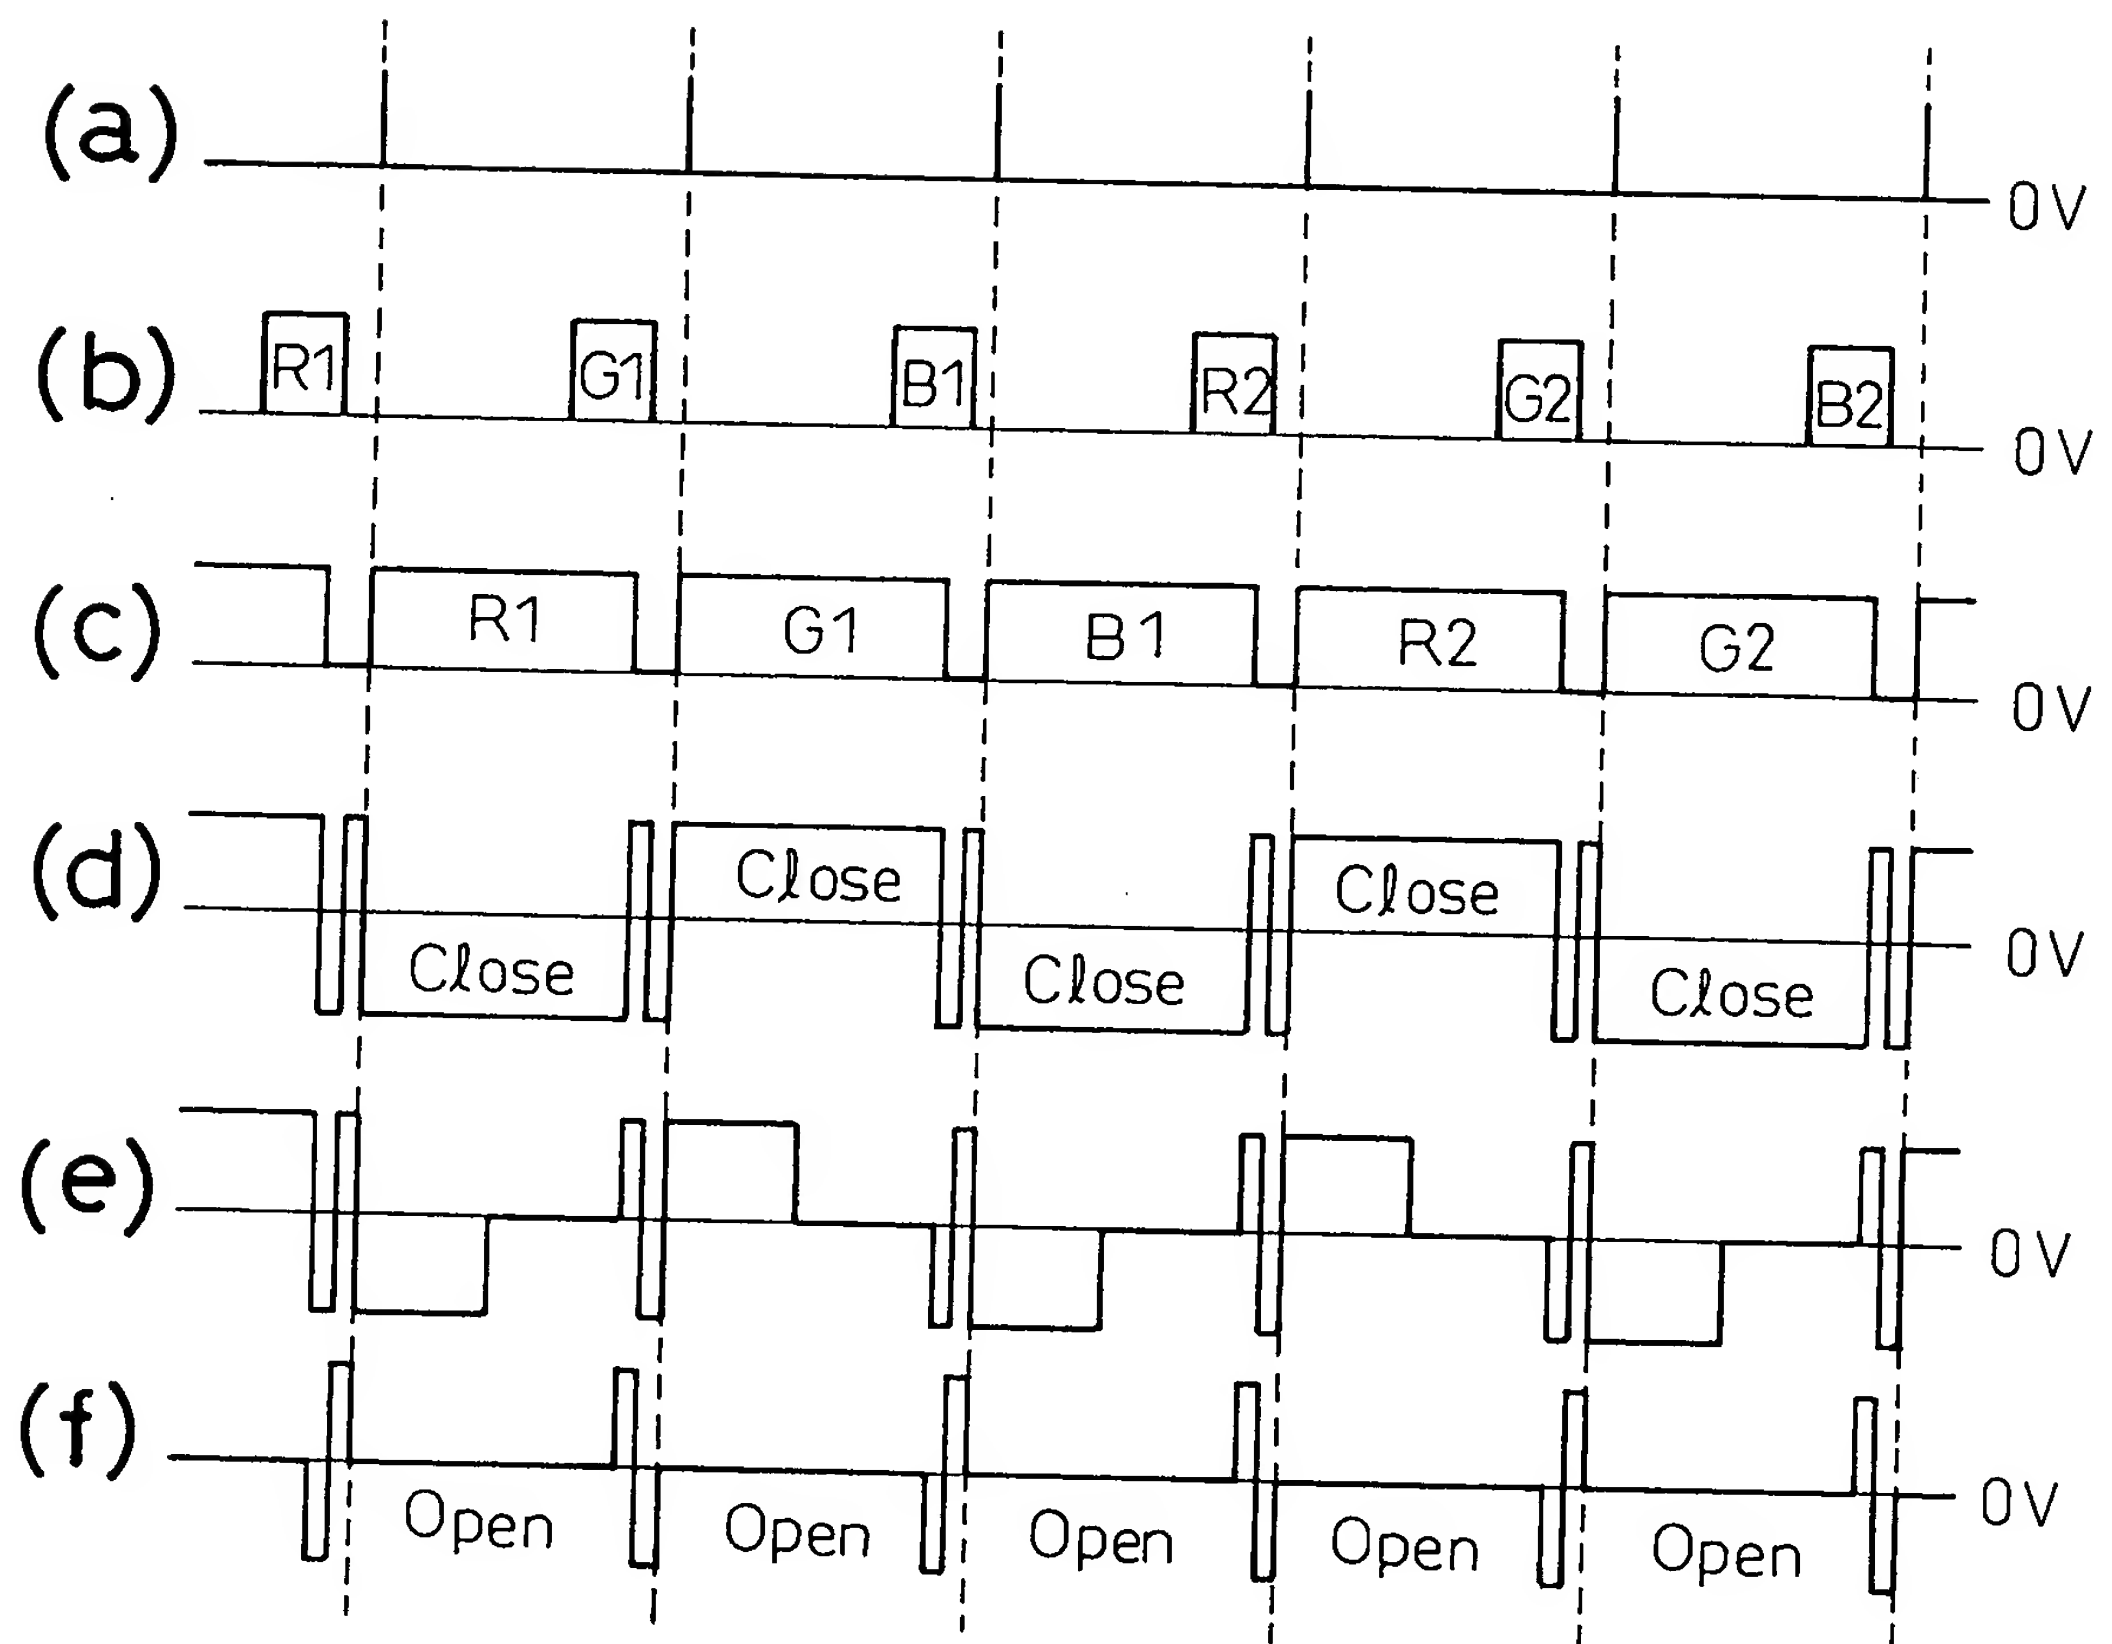 (a)
0V
(b) R1 G1 B1 R2 G2 B2
0V
(c) R1 G1 B1 R2 G2
0V
(d) Close Close Close Close Close
0V
(e)
0V
(f)
0V
Open Open Open Open Open